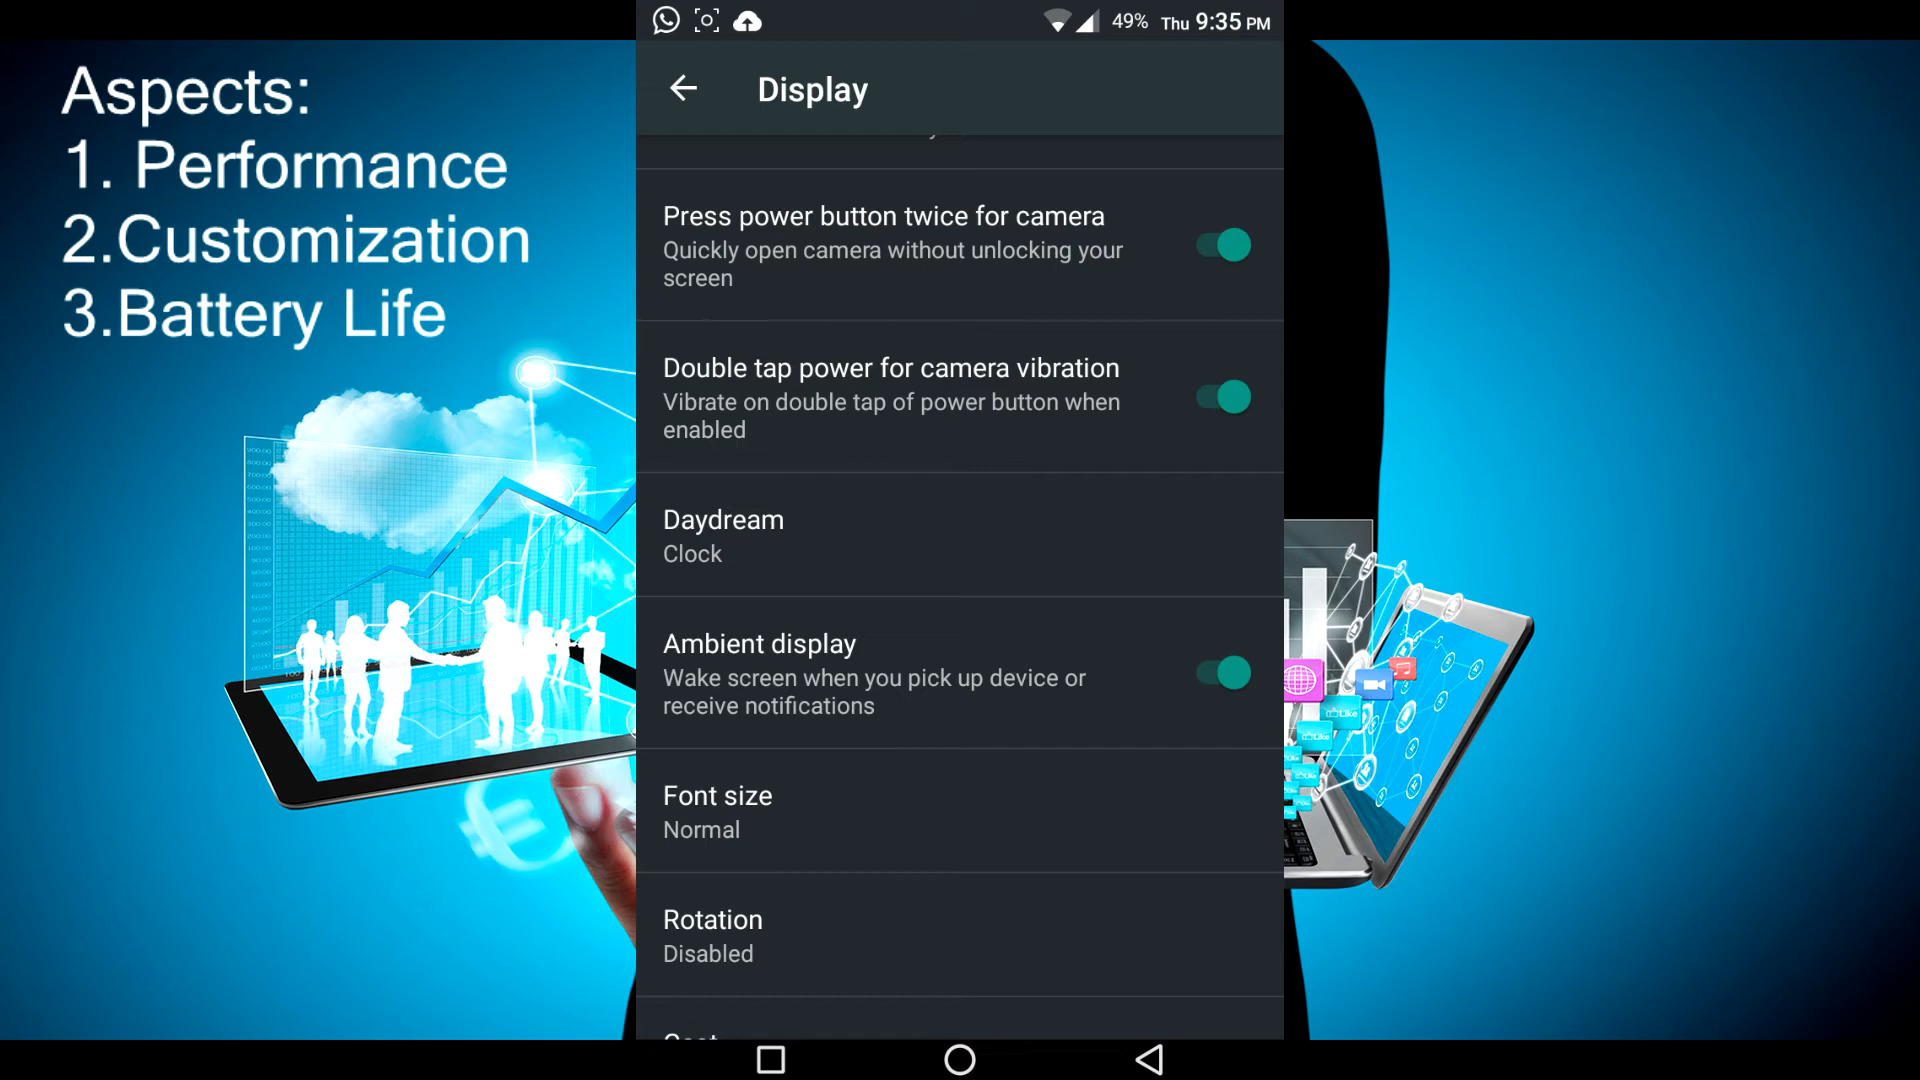 Aspects:
1. Performance
2.Customization
3.Battery Life
49% Thu 9:35 PM
Display
Press power button twice for camera
Quickly open camera without unlocking your
screen
Double tap power for camera vibration
Vibrate on double tap of power button when
enabled
Daydream
Clock
Ambient display
Wake screen when you pick up device or
receive notifications
Font size
Normal
Rotation
Disabled
Like
Like